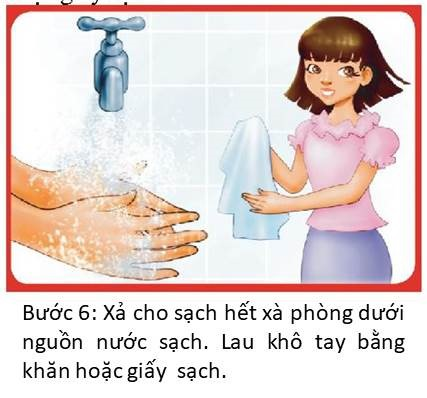 Bước 6: Xả cho sạch hết xà phòng dưới
nguồn nước sạch. Lau khô tay bằng
khăn hoặc giấy sạch.